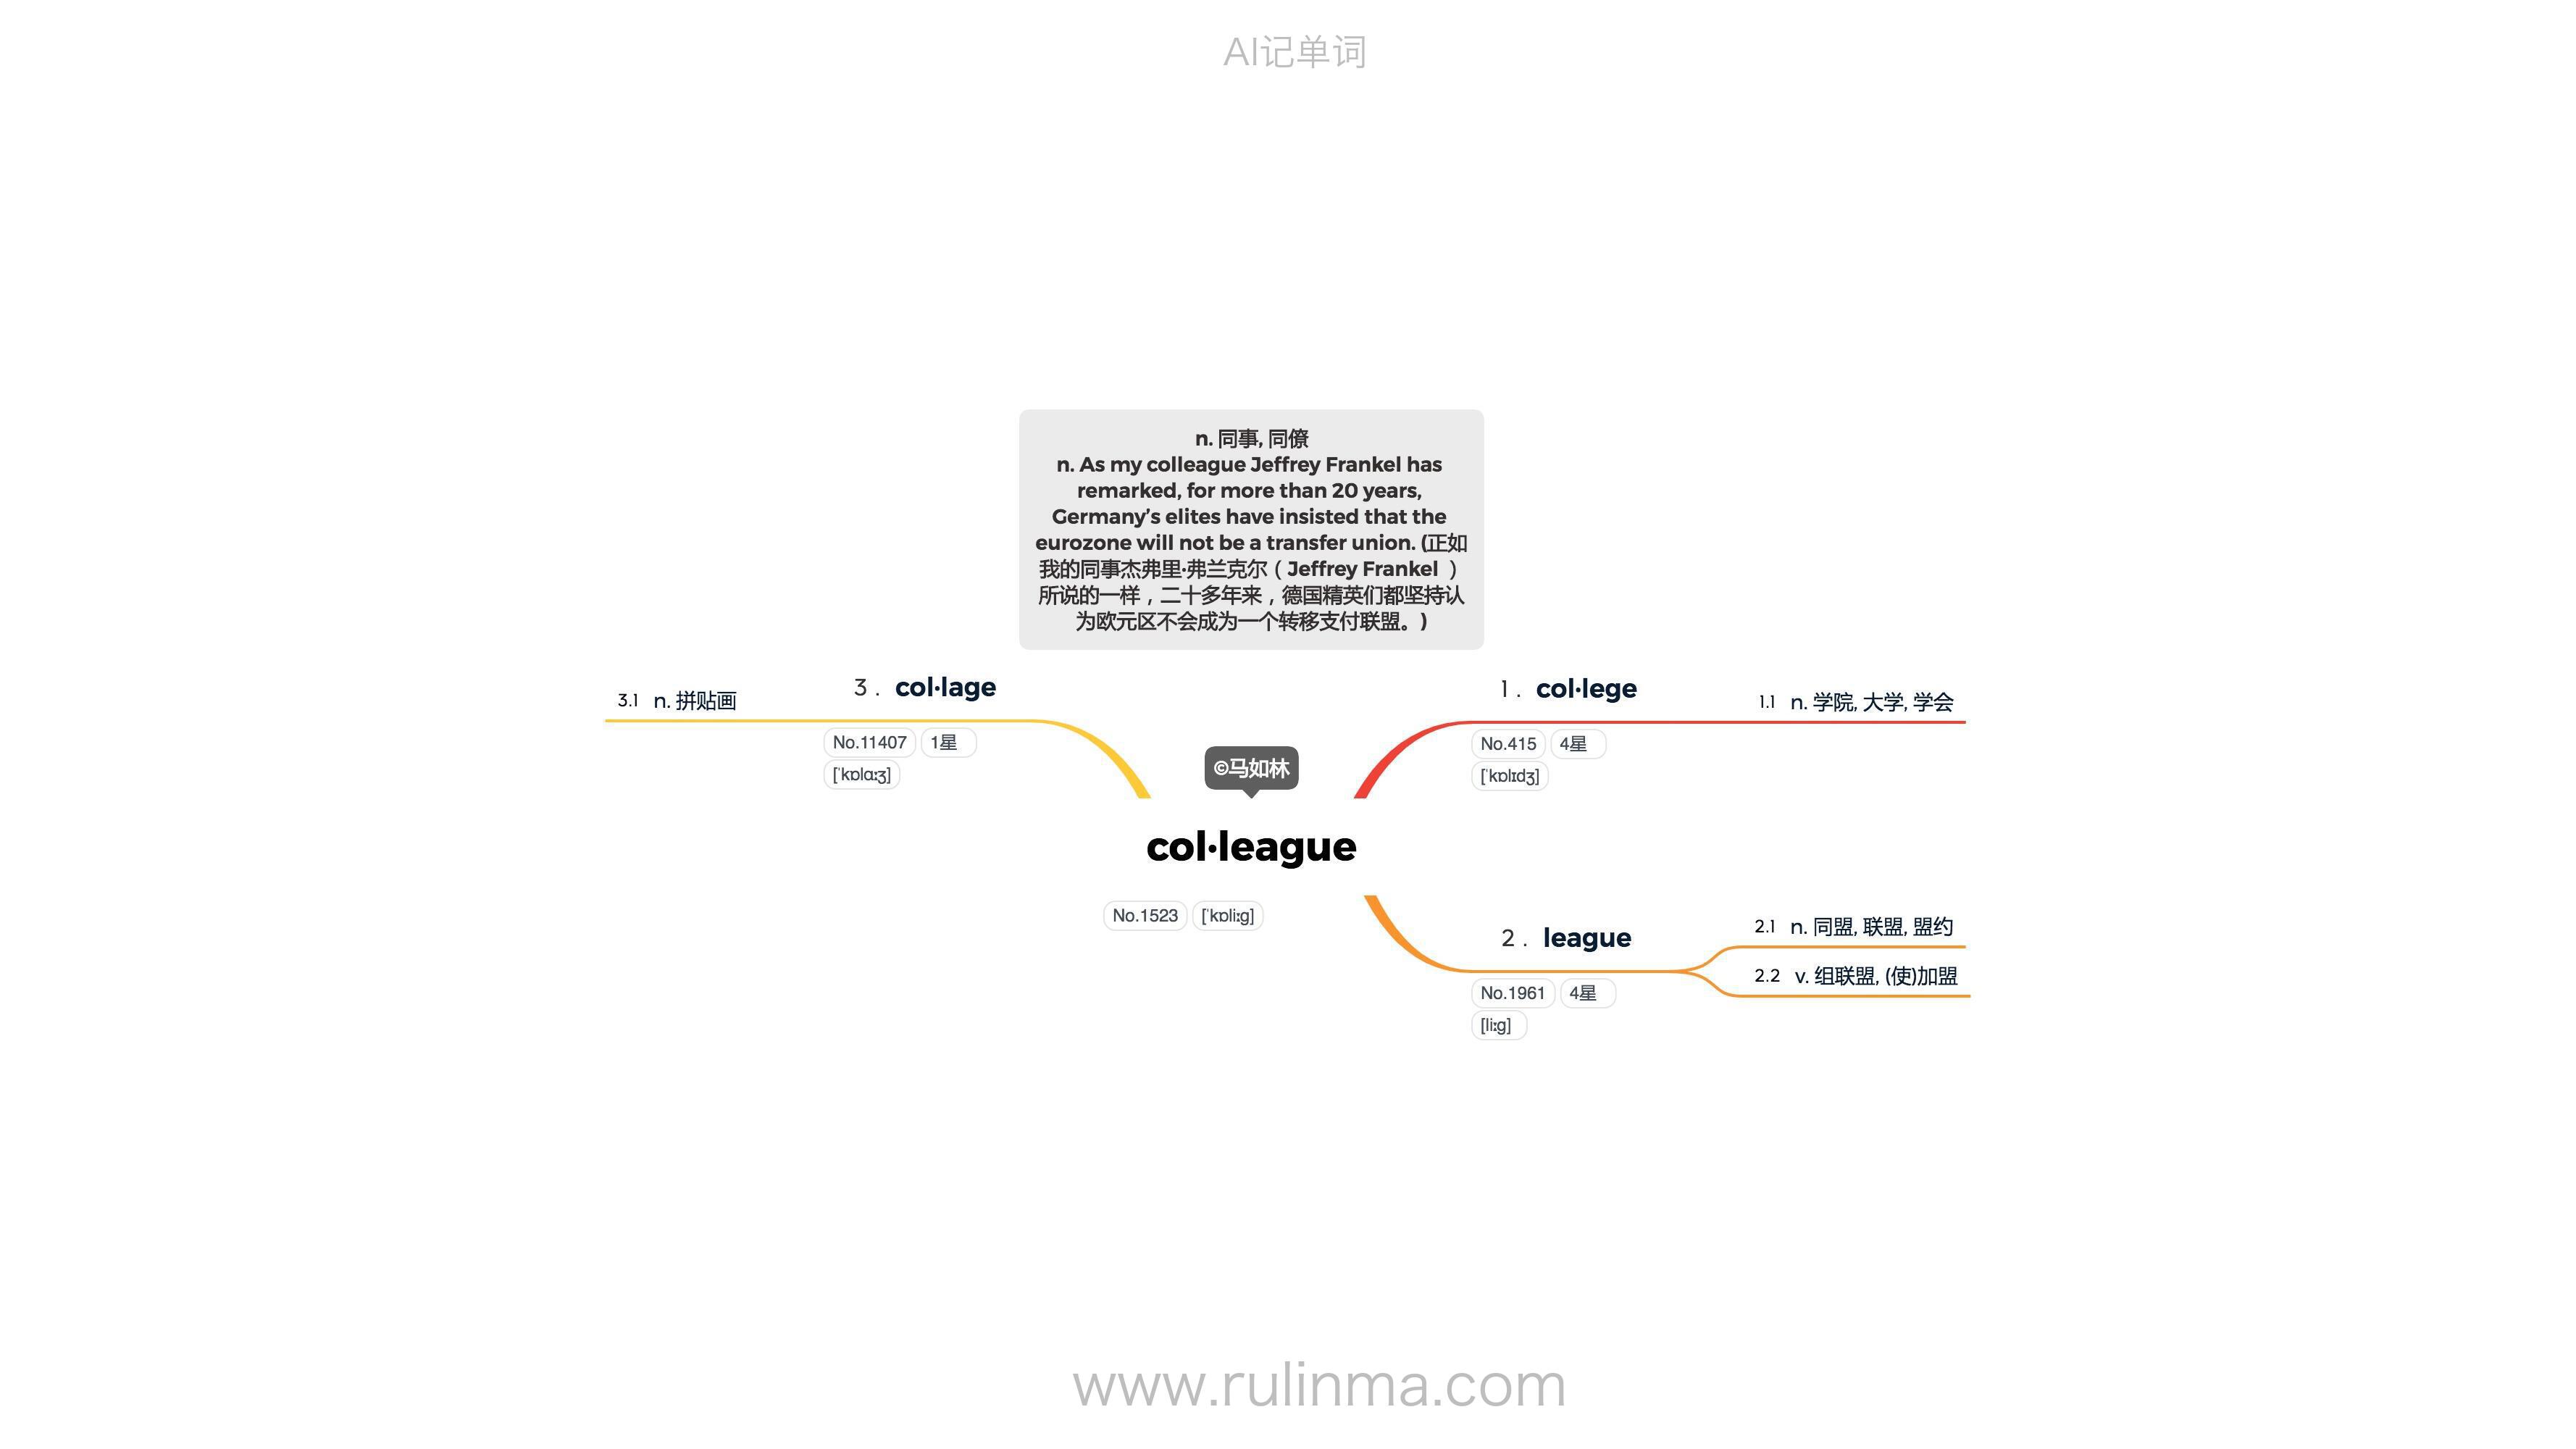 AI记单词
n. 同事, 同僚
n. As my colleague Jeffrey Frankel has
remarked, for more than 20 years,
Germany’s elites have insisted that the
eurozone will not be a transfer union. (正如
我的同事杰弗里·弗兰克尔（Jeffrey Frankel ）
所说的一样，二十多年来，德国精英们都坚持认
为欧元区不会成为一个转移支付联盟。)
3.1 n. 拼贴画
3. col·lage
No.11407 1星
[ˈkɒlɑːʒ]
1. col·lege
1.1 n. 学院, 大学, 学会
No.415 4星
[ˈkɒlɪdʒ]
©马如林
col·league
No.1523 [ˈkɒliːg]
2. league
2.1 n. 同盟, 联盟, 盟约
2.2 v. 组联盟, (使)加盟
No.1961 4星
[liːg]
www.rulinma.com